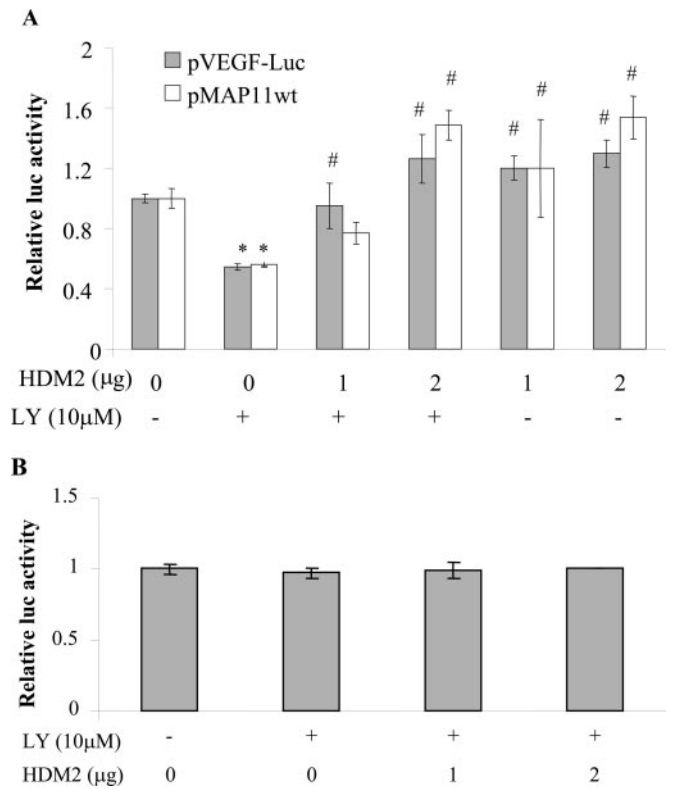 A
2
1.6
1.2
0.8
0.4
0
Relative luc activity
pVEGF-Luc
pMAP11wt
* *
#
# #
# #
# #
HDM2 (μg) 0 0 1 2 1 2
LY (10μM) - + + + - -
B
1.5
1
0.5
0
Relative luc activity
LY (10μM) - + + +
HDM2 (μg) 0 0 1 2